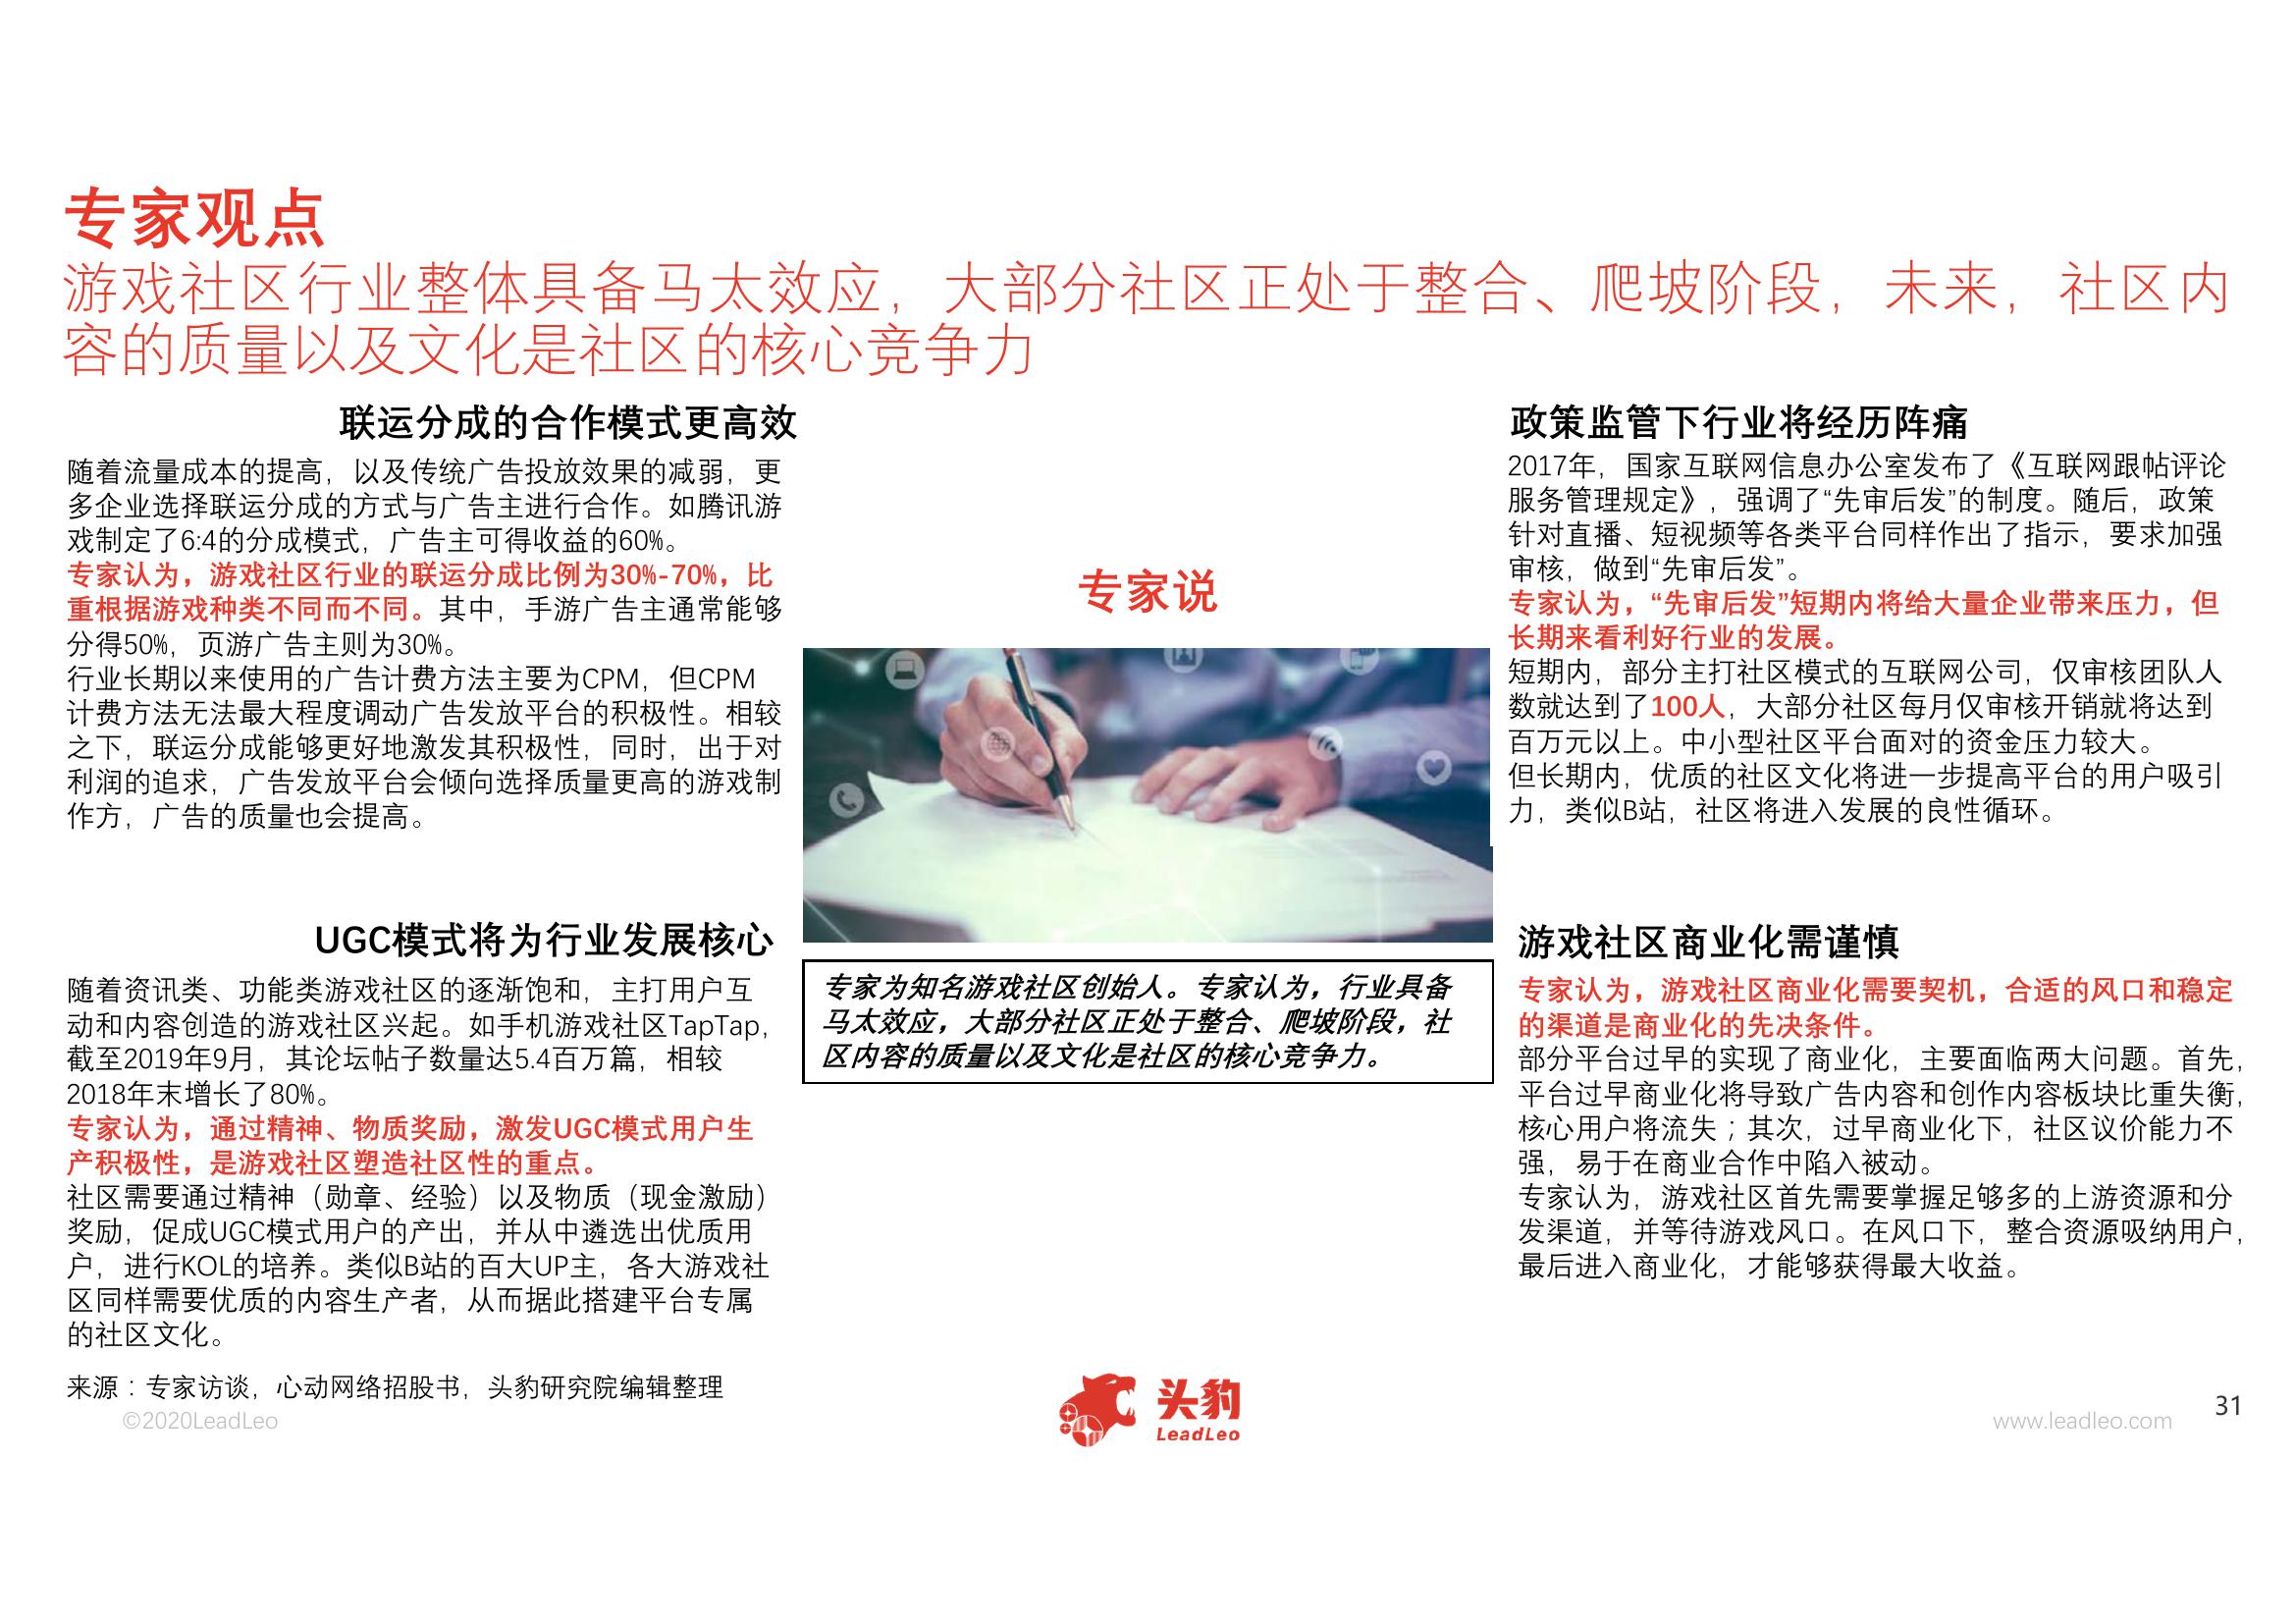 专家观点
游戏社区行业整体具备马太效应，大部分社区正处于整合、爬坡阶段，未来，社区内
容的质量以及文化是社区的核心竞争力
联运分成的合作模式更高效
随着流量成本的提高，以及传统广告投放效果的减弱，更
多企业选择联运分成的方式与广告主进行合作。如腾讯游
戏制定了6:4的分成模式，广告主可得收益的60%。
专家认为，游戏社区行业的联运分成比例为30%-70%，比
重根据游戏种类不同而不同。其中，手游广告主通常能够
分得50%，页游广告主则为30%。
行业长期以来使用的广告计费方法主要为CPM，但CPM
计费方法无法最大程度调动广告发放平台的积极性。相较
之下，联运分成能够更好地激发其积极性，同时，出于对
利润的追求，广告发放平台会倾向选择质量更高的游戏制
作方，广告的质量也会提高。
UGC模式将为行业发展核心
随着资讯类、功能类游戏社区的逐渐饱和，主打用户互
动和内容创造的游戏社区兴起。如手机游戏社区TapTap，
截至2019年9月，其论坛帖子数量达5.4百万篇，相较
2018年末增长了80%。
专家认为，通过精神、物质奖励，激发UGC模式用户生
产积极性，是游戏社区塑造社区性的重点。
社区需要通过精神（勋章、经验）以及物质（现金激励）
奖励，促成UGC模式用户的产出，并从中遴选出优质用
户，进行KOL的培养。类似B站的百大UP主，各大游戏社
区同样需要优质的内容生产者，从而据此搭建平台专属
的社区文化。
专家说
专家为知名游戏社区创始人。专家认为，行业具备
马太效应，大部分社区正处于整合、爬坡阶段，社
区内容的质量以及文化是社区的核心竞争力。
政策监管下行业将经历阵痛
2017年，国家互联网信息办公室发布了《互联网跟帖评论
服务管理规定》，强调了“先审后发”的制度。随后，政策
针对直播、短视频等各类平台同样作出了指示，要求加强
审核，做到“先审后发”。
专家认为，“先审后发”短期内将给大量企业带来压力，但
长期来看利好行业的发展。
短期内，部分主打社区模式的互联网公司，仅审核团队人
数就达到了100人，大部分社区每月仅审核开销就将达到
百万元以上。中小型社区平台面对的资金压力较大。
但长期内，优质的社区文化将进一步提高平台的用户吸引
力，类似B站，社区将进入发展的良性循环。
游戏社区商业化需谨慎
专家认为，游戏社区商业化需要契机，合适的风口和稳定
的渠道是商业化的先决条件。
部分平台过早的实现了商业化，主要面临两大问题。首先，
平台过早商业化将导致广告内容和创作内容板块比重失衡，
核心用户将流失；其次，过早商业化下，社区议价能力不
强，易于在商业合作中陷入被动。
专家认为，游戏社区首先需要掌握足够多的上游资源和分
发渠道，并等待游戏风口。在风口下，整合资源吸纳用户，
最后进入商业化，才能够获得最大收益。
来源：专家访谈，心动网络招股书，头豹研究院编辑整理
©2020LeadLeo
头豹
LeadLeo
www.leadleo.com
31